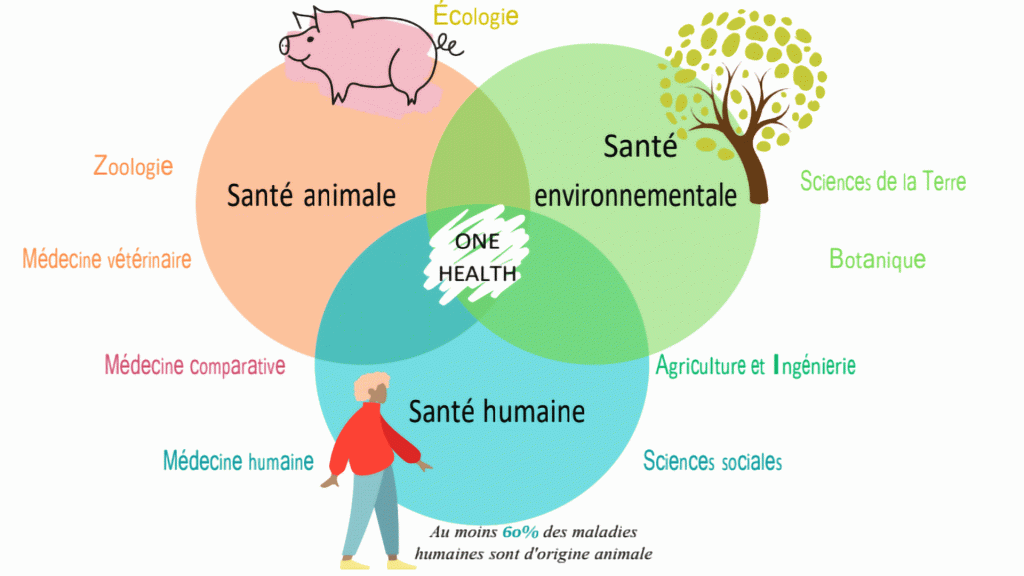 Écologie
Santé
environnementale
Zoologie
Santé animale
Sciences de la Terre
Médecine vétérinaire
ONE
HEALTH
Botanique
Médecine comparative
Agriculture et Ingénierie
Santé humaine
Médecine humaine
Sciences sociales
Au moins 60% des maladies
humaines sont d'origine animale